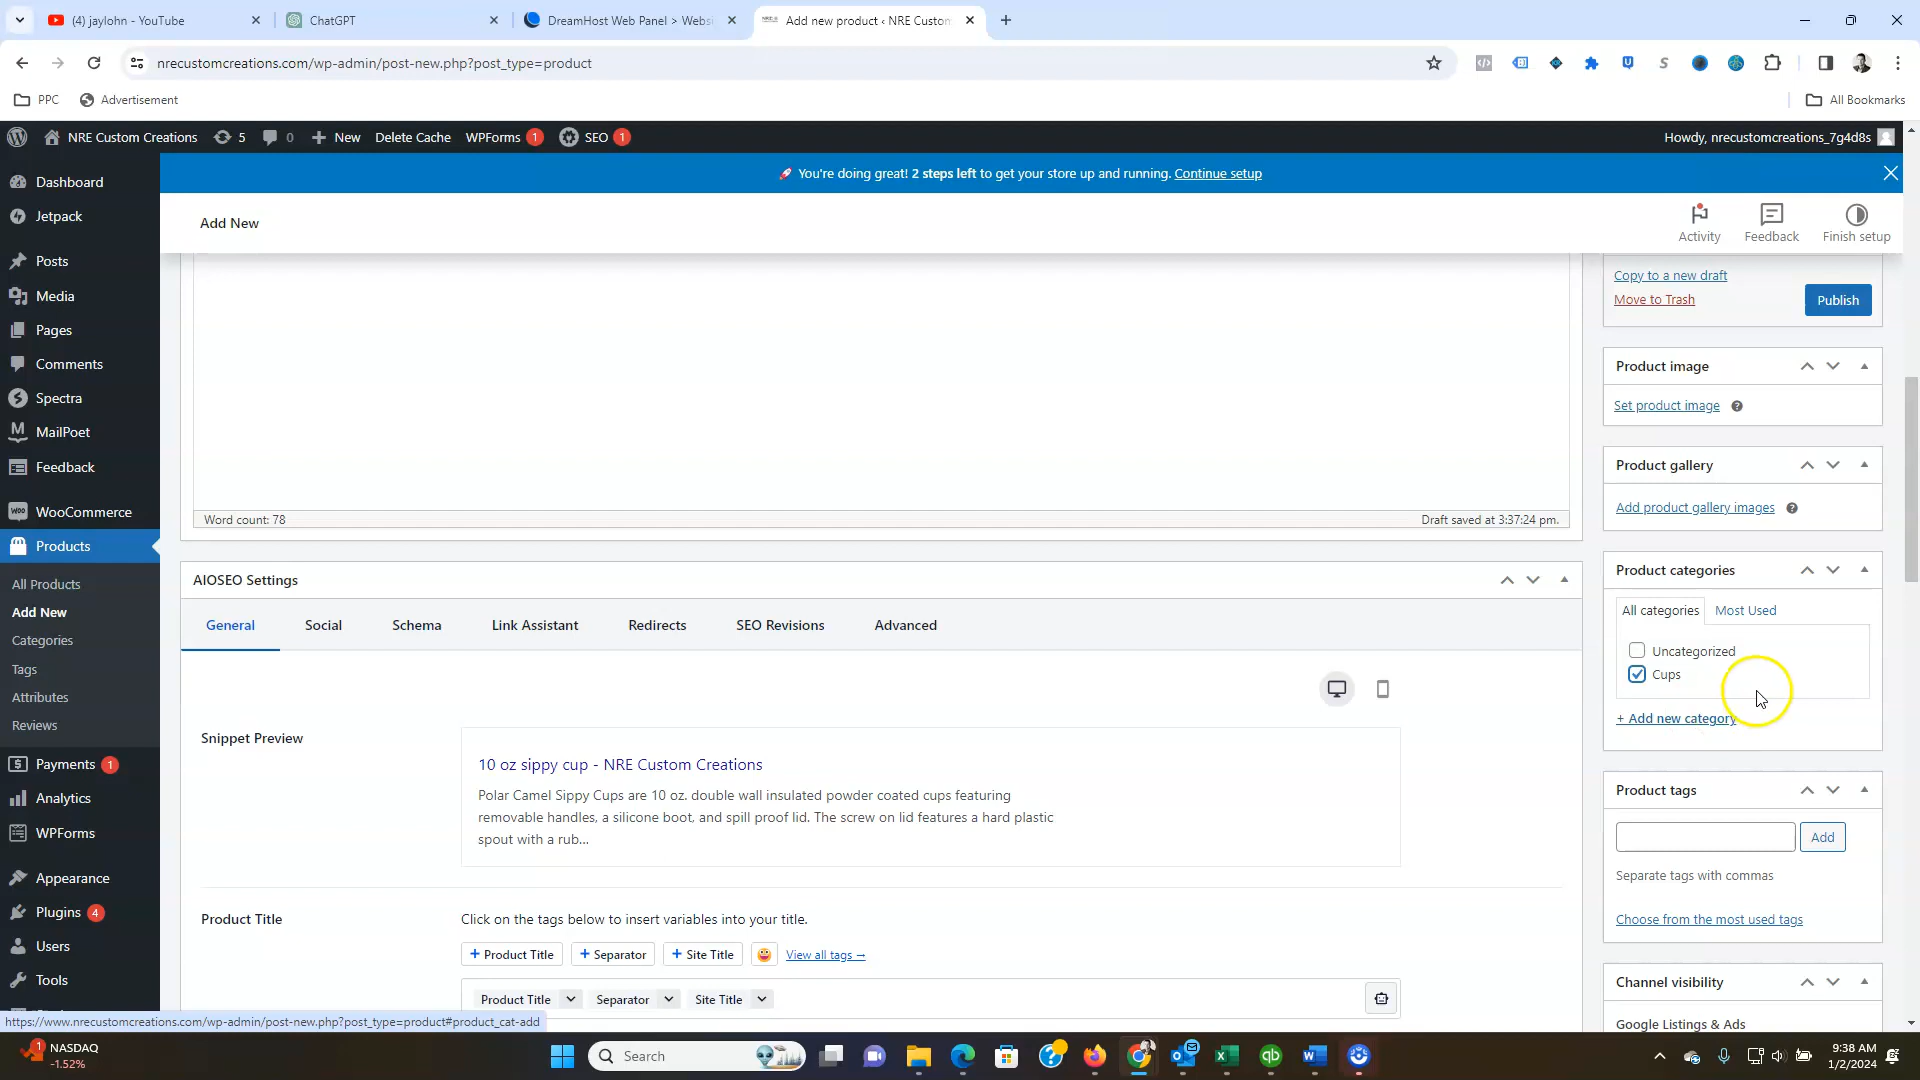 (4) jaylohn - YouTube
ChatGPT
DreamHost Web Panel > Websi
Add new product ‹ NRE Custom
nrecustomcreations.com/wp-admin/post-new.php?post_type=product
PPC
Advertisement
All Bookmarks
NRE Custom Creations
5
0
New
Delete Cache
WPForms 1
SEO 1
Howdy, nrecustomcreations_7g4d8s
🚀 You're doing great! 2 steps left to get your store up and running. Continue setup
Add New
Activity
Feedback
Finish setup
Dashboard
Jetpack
Posts
Media
Pages
Comments
Spectra
MailPoet
Feedback
WooCommerce
Products
All Products
Add New
Categories
Tags
Attributes
Reviews
Payments 1
Analytics
WPForms
Appearance
Plugins 4
Users
Tools
Word count: 78
Draft saved at 3:37:24 pm.
AIOSEO Settings
General
Social
Schema
Link Assistant
Redirects
SEO Revisions
Advanced
Snippet Preview
10 oz sippy cup - NRE Custom Creations
Polar Camel Sippy Cups are 10 oz. double wall insulated powder coated cups featuring
removable handles, a silicone boot, and spill proof lid. The screw on lid features a hard plastic
spout with a rub...
Product Title
Click on the tags below to insert variables into your title.
+ Product Title
+ Separator
+ Site Title
View all tags →
Product Title
Separator
Site Title
Copy to a new draft
Move to Trash
Publish
Product image
Set product image
Product gallery
Add product gallery images
Product categories
All categories
Most Used
Uncategorized
Cups
+ Add new category
Product tags
Add
Separate tags with commas
Choose from the most used tags
Channel visibility
Google Listings & Ads
https://www.nrecustomcreations.com/wp-admin/post-new.php?post_type=product#product_cat-add
1
NASDAQ
-1.52%
Search
9:38 AM
1/2/2024